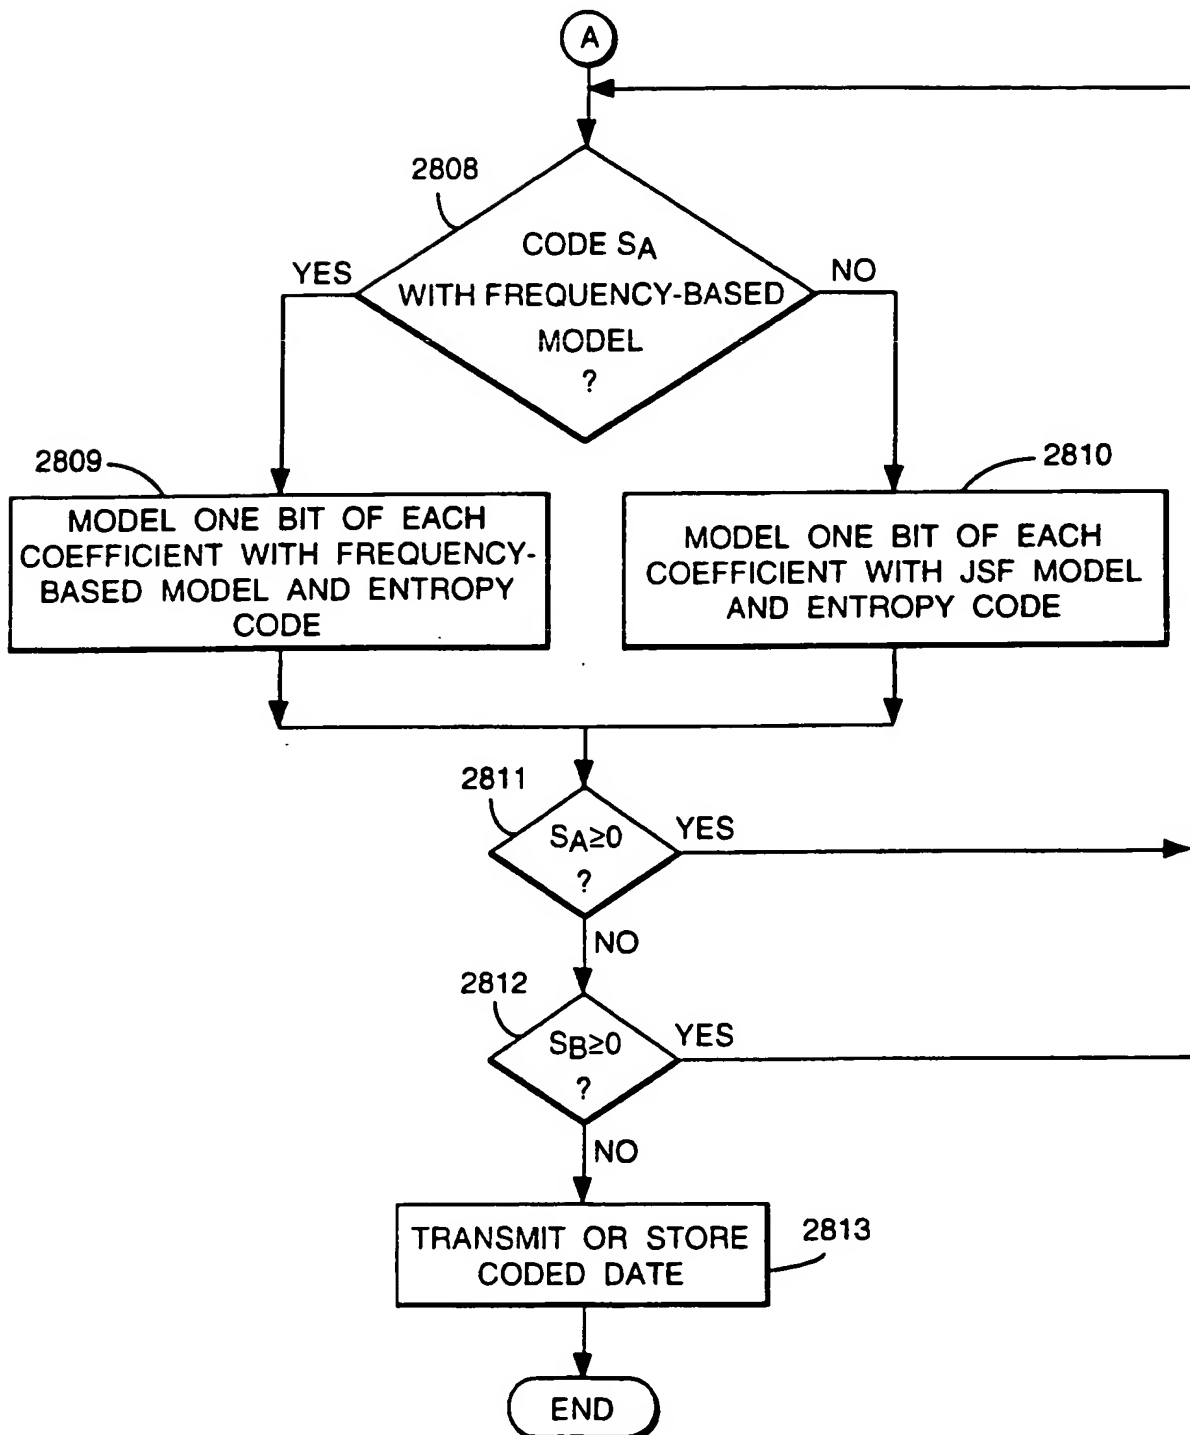 A
2808
CODE SA
WITH FREQUENCY-BASED
MODEL
?
YES
NO
2809
MODEL ONE BIT OF EACH
COEFFICIENT WITH FREQUENCY-
BASED MODEL AND ENTROPY
CODE
2810
MODEL ONE BIT OF EACH
COEFFICIENT WITH JSF MODEL
AND ENTROPY CODE
2811
SA≥0
?
YES
NO
2812
SB≥0
?
YES
NO
TRANSMIT OR STORE
CODED DATE
2813
END